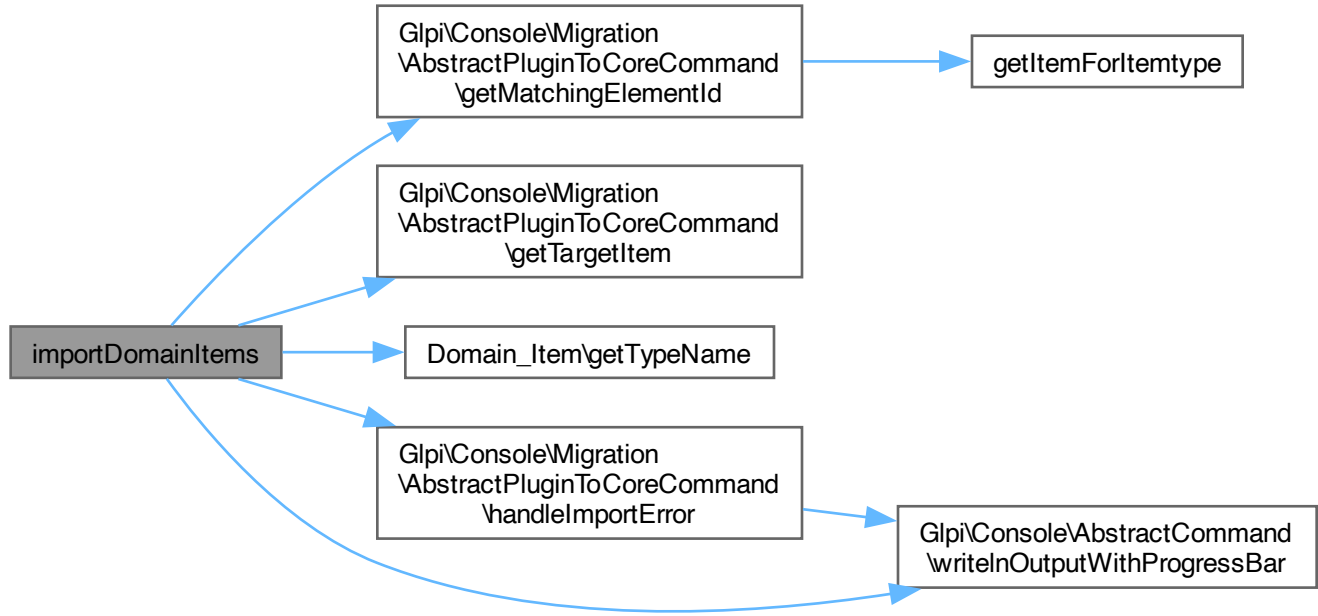 Glpi\Console\Migration
\AbstractPluginToCoreCommand
\getMatchingElementId
getItemForItemtype
Glpi\Console\Migration
\AbstractPluginToCoreCommand
\getTargetItem
importDomainItems
Domain_Item\getTypeName
Glpi\Console\Migration
\AbstractPluginToCoreCommand
\handleImportError
Glpi\Console\AbstractCommand
\writeInOutputWithProgressBar